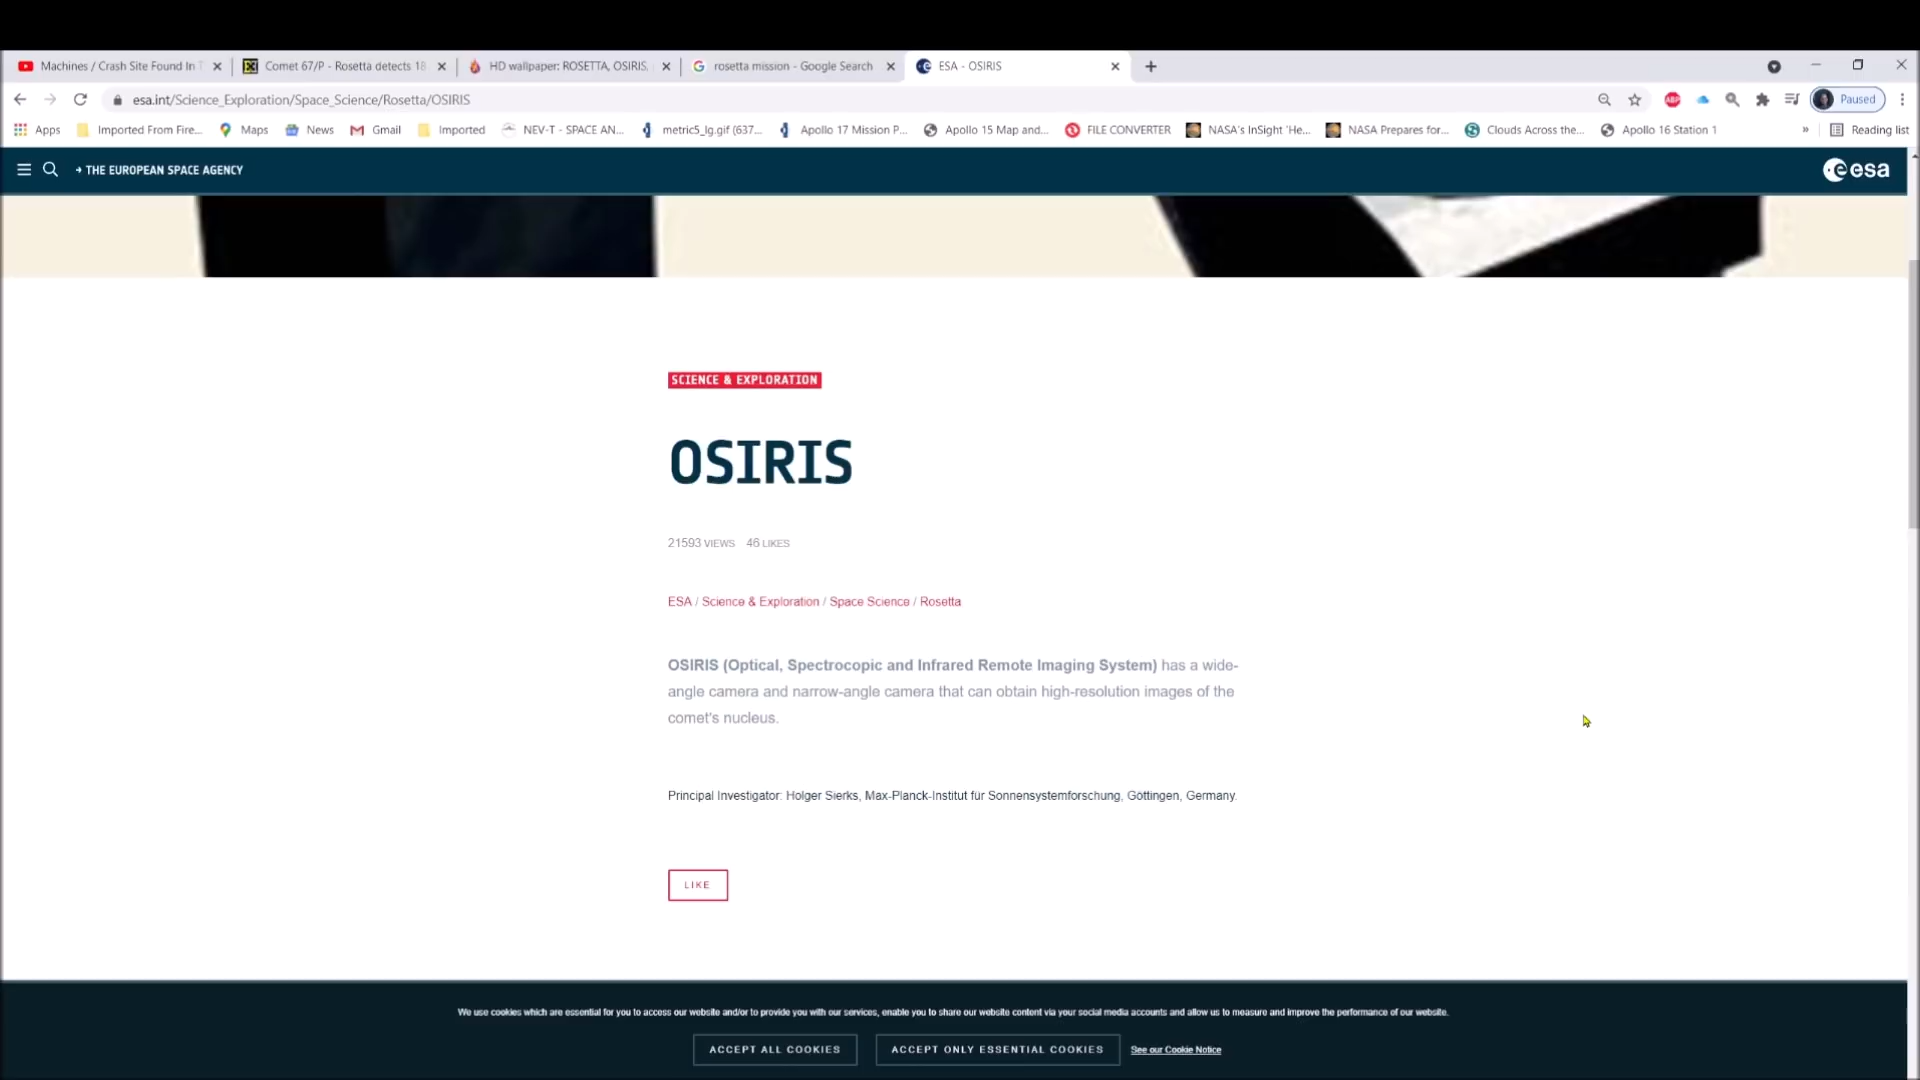 Machines / Crash Site Found In T
Comet 67/P - Rosetta detects 18
HD wallpaper: ROSETTA, OSIRIS,
rosetta mission - Google Search
ESA - OSIRIS
esa.int/Science_Exploration/Space_Science/Rosetta/OSIRIS
ABP
Paused
Apps
Imported From Fire...
Maps
News
Gmail
Imported
NEV-T - SPACE AN...
metric5_lg.gif (637...
Apollo 17 Mission P...
Apollo 15 Map and...
FILE CONVERTER
NASA's InSight 'He...
NASA Prepares for...
Clouds Across the...
Apollo 16 Station 1
»
Reading list
THE EUROPEAN SPACE AGENCY
esa
SCIENCE & EXPLORATION
OSIRIS
21593 VIEWS 46 LIKES
ESA / Science & Exploration / Space Science / Rosetta
OSIRIS (Optical, Spectrocopic and Infrared Remote Imaging System) has a wide-
angle camera and narrow-angle camera that can obtain high-resolution images of the
comet's nucleus.
Principal Investigator: Holger Sierks, Max-Planck-Institut für Sonnensystemforschung, Göttingen, Germany.
LIKE
We use cookies which are essential for you to access our website and/or to provide you with our services, enable you to share our website content via your social media accounts and allow us to measure and improve the performance of our website.
ACCEPT ALL COOKIES
ACCEPT ONLY ESSENTIAL COOKIES
See our Cookie Notice